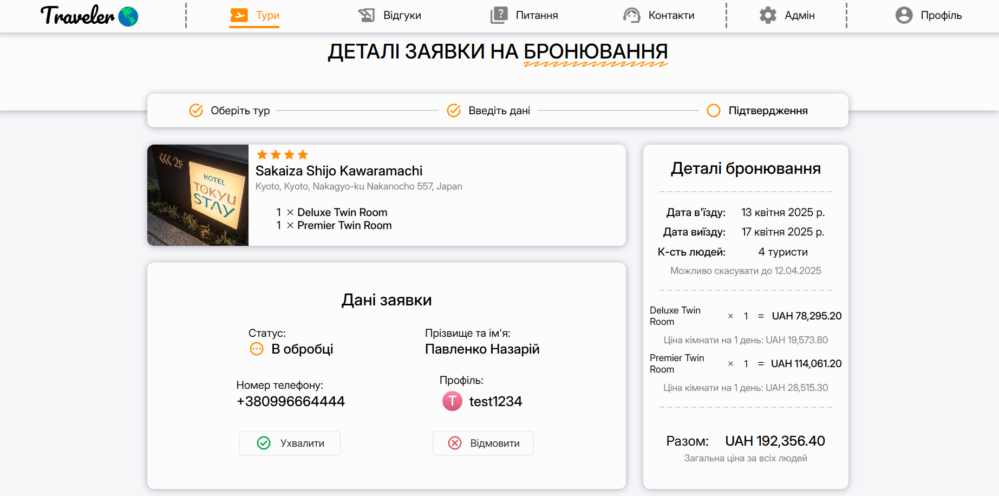 Traveler
Тури
Відгуки
Питання
Контакти
Адмін
Профіль
ДЕТАЛІ ЗАЯВКИ НА БРОНЮВАННЯ
Оберіть тур
Введіть дані
Підтвердження
2F
HOTEL
TOKYU
STAY
Sakaiza Shijo Kawaramachi
Kyoto, Kyoto, Nakagyo-ku Nakanocho 557, Japan
1 × Deluxe Twin Room
1 × Premier Twin Room
Дані заявки
Статус:
В обробці
Прізвище та ім'я:
Павленко Назарій
Номер телефону:
+380996664444
Профіль:
T test1234
Ухвалити
Відмовити
Деталі бронювання
Дата в'їзду: 13 квітня 2025 р.
Дата виїзду: 17 квітня 2025 р.
К-сть людей: 4 туристи
Можливо скасувати до 12.04.2025
Deluxe Twin
Room × 1 = UAH 78,295.20
Ціна кімнати на 1 день: UAH 19,573.80
Premier Twin
Room × 1 = UAH 114,061.20
Ціна кімнати на 1 день: UAH 28,515.30
Разом: UAH 192,356.40
Загальна ціна за всіх людей